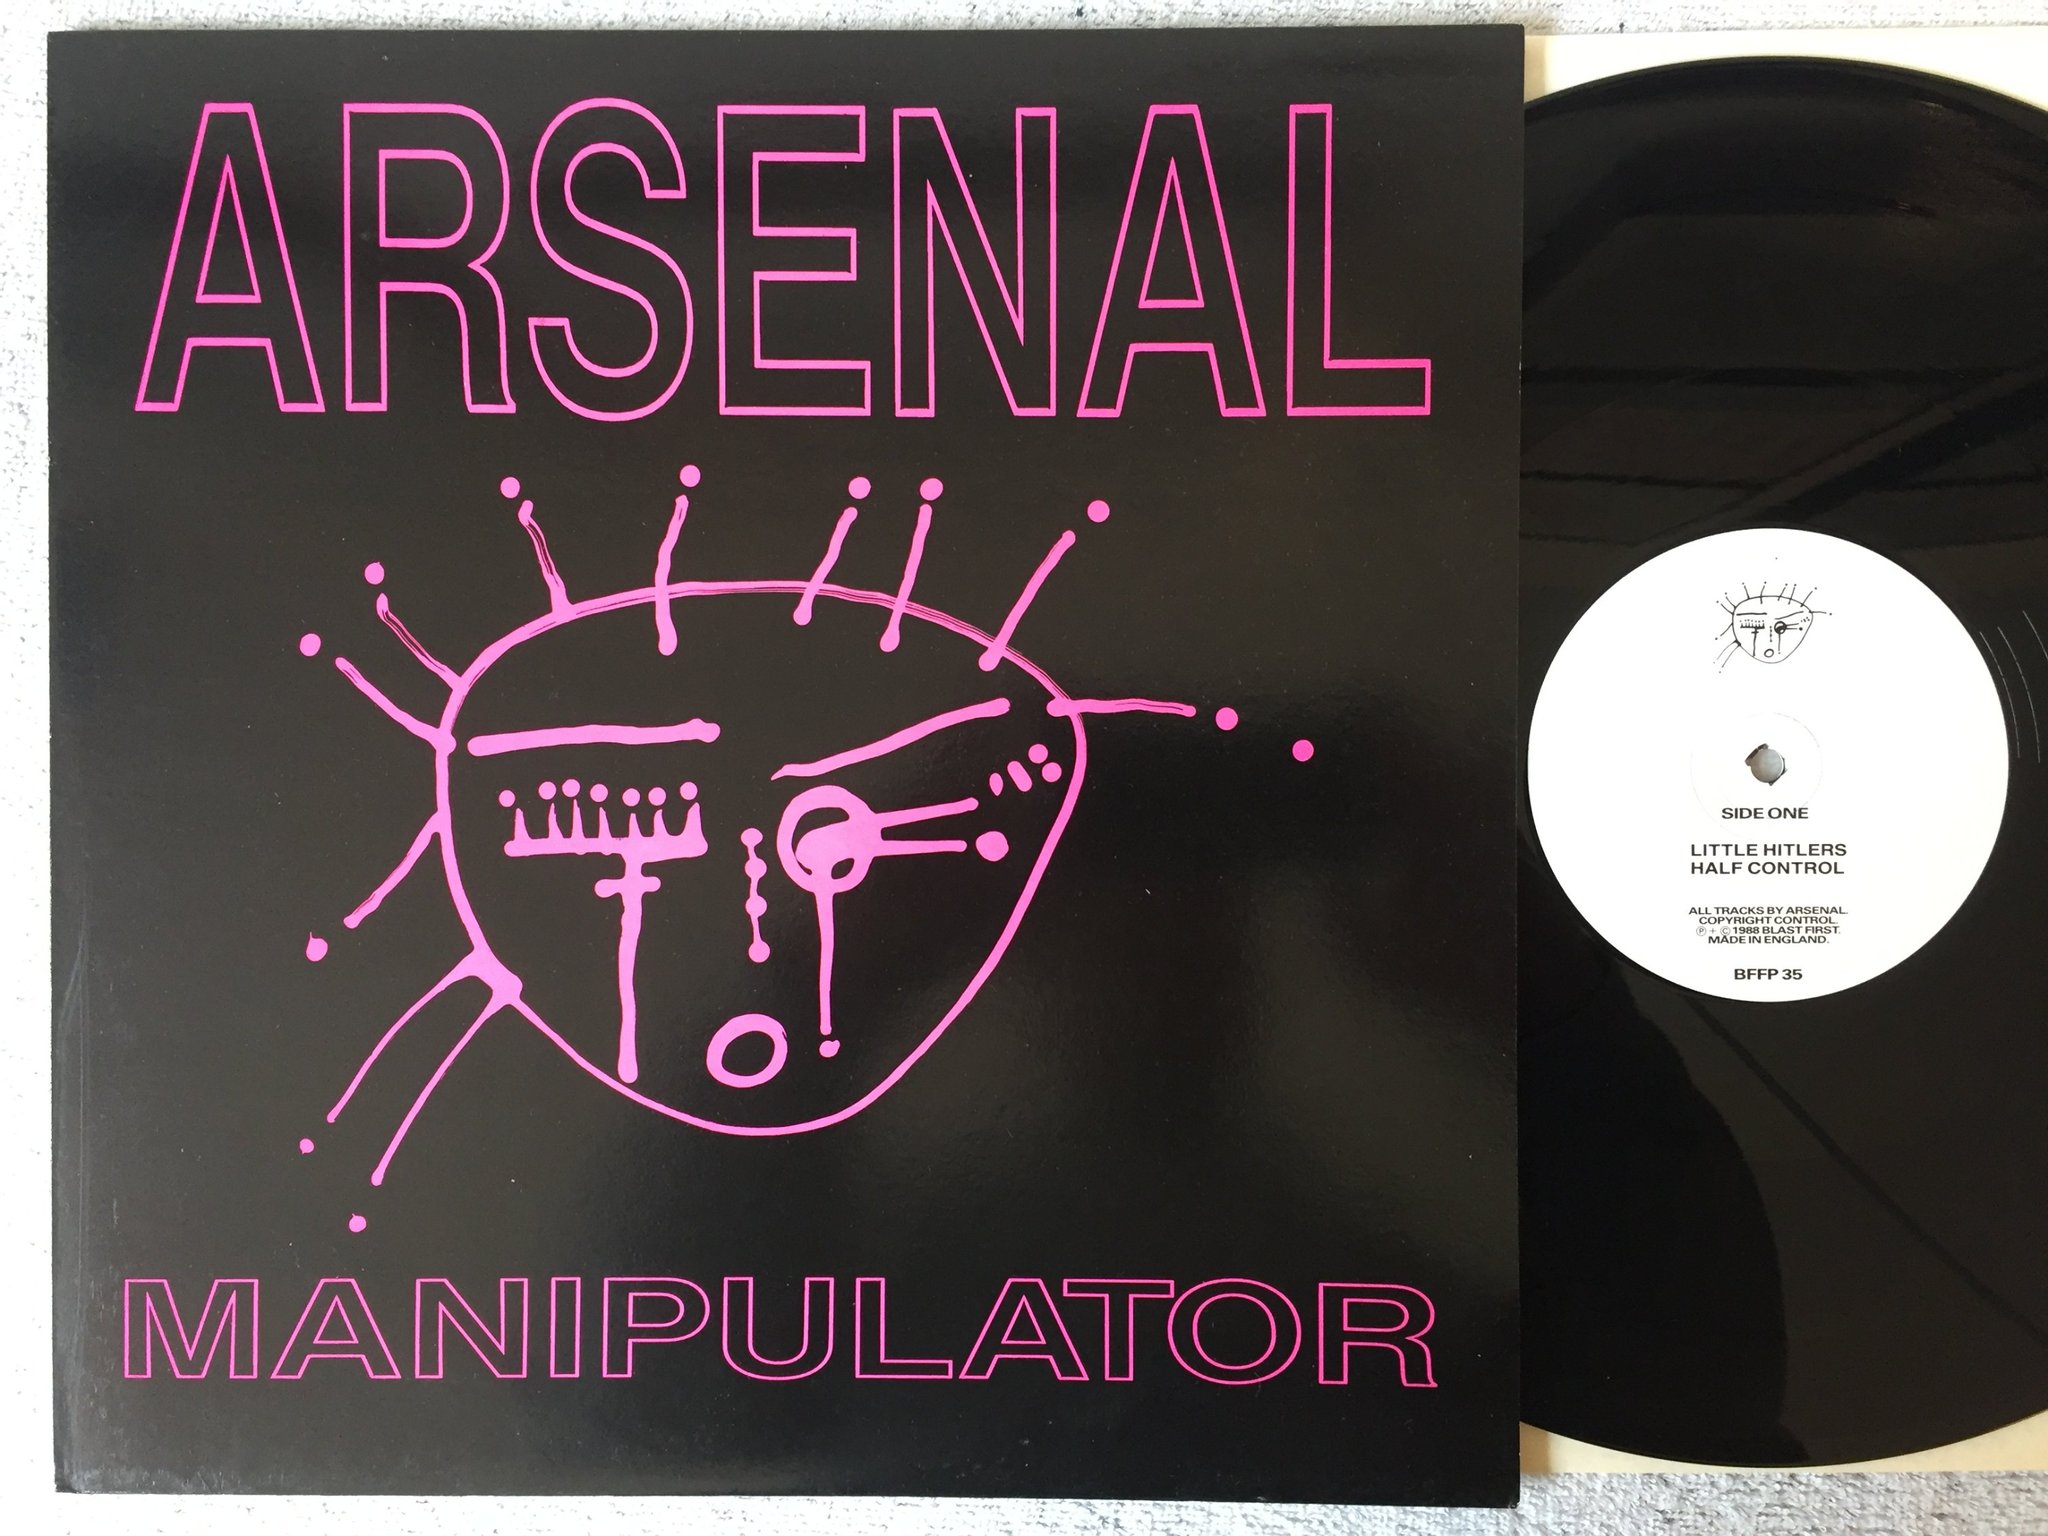 ARSENAL
MANIPULATOR
SIDE ONE
LITTLE HITLERS
HALF CONTROL
ALL TRACKS BY ARSENAL.
COPYRIGHT CONTROL.
℗ + © 1988 BLAST FIRST.
MADE IN ENGLAND.
BFFP 35